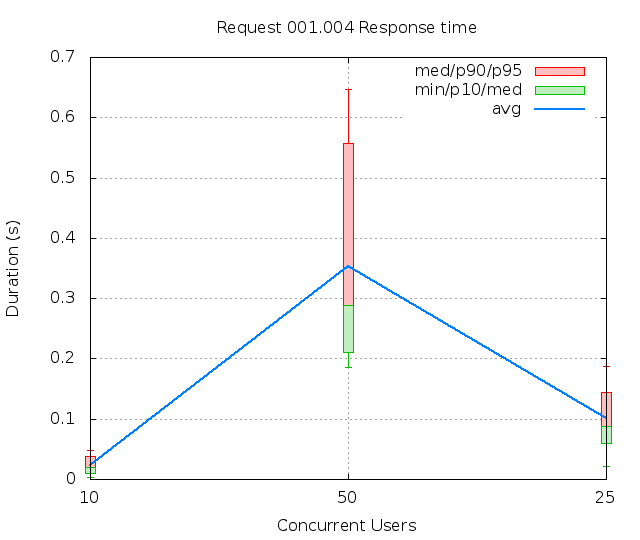 Request 001.004 Response time
med/p90/p95
min/p10/med
avg
0.7
0.6
0.5
0.4
0.3
0.2
0.1
0
Duration (s)
10 50 25
Concurrent Users